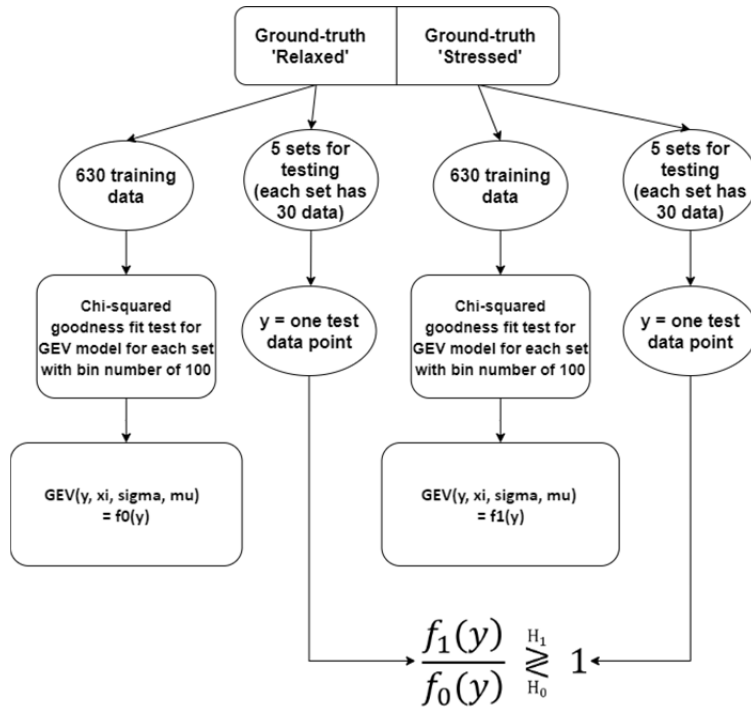 Ground-truth
'Relaxed'
Ground-truth
'Stressed'
630 training
data
5 sets for
testing
(each set has
30 data)
630 training
data
5 sets for
testing
(each set has
30 data)
Chi-squared
goodness fit test for
GEV model for each set
with bin number of 100
y = one test
data point
Chi-squared
goodness fit test for
GEV model for each set
with bin number of 100
y = one test
data point
GEV(y, xi, sigma, mu)
= f0(y)
GEV(y, xi, sigma, mu)
= f1(y)
f₁(y)
f₀(y)
H₁
≷
H₀
1